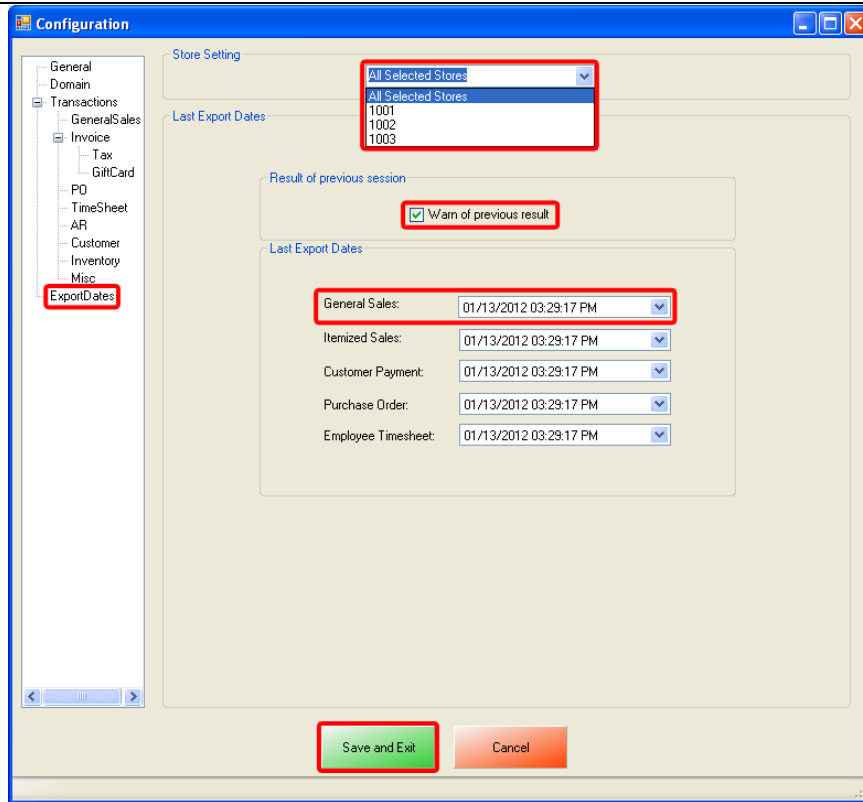 Configuration
General
Domain
Transactions
GeneralSales
Invoice
Tax
GiftCard
PO
TimeSheet
AR
Customer
Inventory
Misc
ExportDates
Store Setting
All Selected Stores
All Selected Stores
1001
1002
1003
Last Export Dates
Result of previous session
Warn of previous result
Last Export Dates
General Sales: 01/13/2012 03:29:17 PM
Itemized Sales: 01/13/2012 03:29:17 PM
Customer Payment: 01/13/2012 03:29:17 PM
Purchase Order: 01/13/2012 03:29:17 PM
Employee Timesheet: 01/13/2012 03:29:17 PM
Save and Exit
Cancel